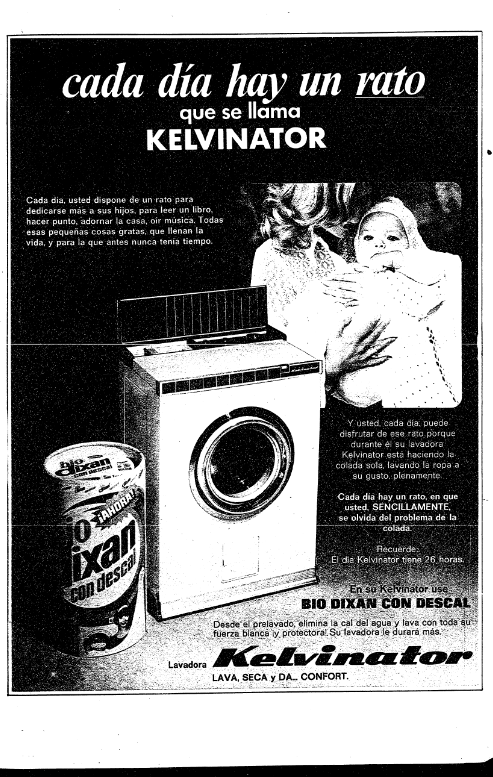 cada día hay un rato
que se llama
KELVINATOR
Cada día, usted dispone de un rato para
dedicarse más a sus hijos, para leer un libro,
hacer punto, adornar la casa, oir música. Todas
esas pequeñas cosas gratas, que llenan la
vida, y para la que antes nunca tenía tiempo.
Kelvinator
Y usted, cada día, puede
disfrutar de ese rato porque
durante él su lavadora
Kelvinator está haciendo la
colada sola, lavando la ropa a
su gusto, plenamente.
Cada día hay un rato, en que
usted, SENCILLAMENTE,
se olvida del problema de la
colada.
Recuerde:
El día Kelvinator tiene 26 horas.
bio
dixan
con descal
¡AHORA!
IO
ixan
con descal
En su Kelvinator use
BIO DIXAN CON DESCAL
Desde el prelavado, elimina la cal del agua y lava con toda su
fuerza blanca ¡y protectora! Su lavadora le durará más.
Lavadora Kelvinator
LAVA, SECA y DA... CONFORT.